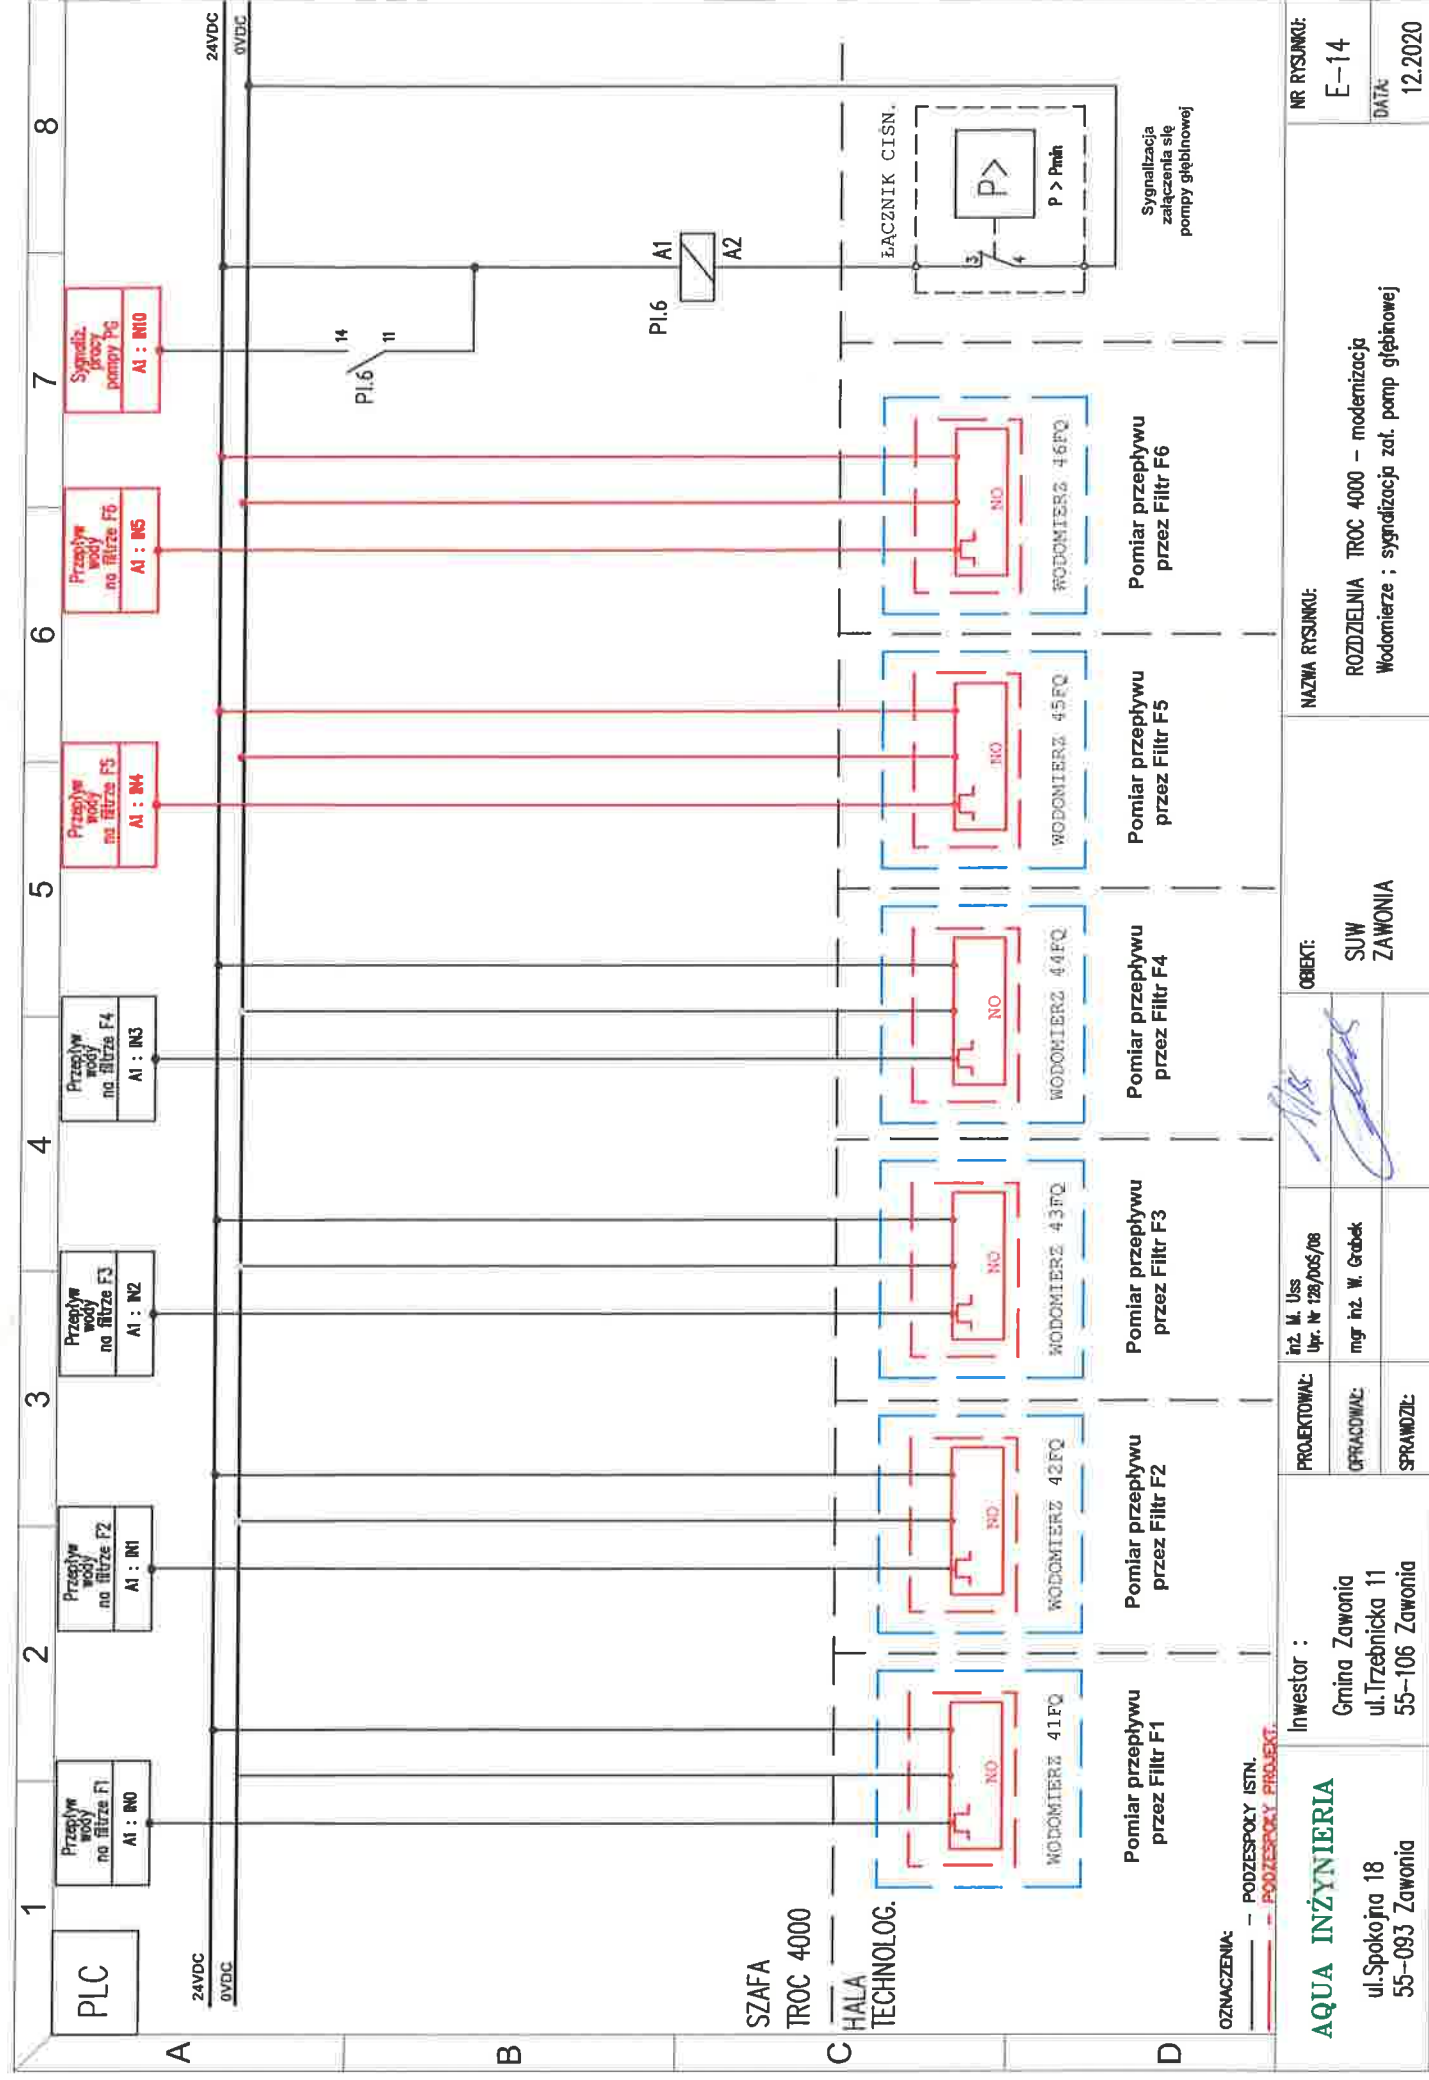 1 2 3 4 5 6 7 8
A
B
C
D
PLC
Przepływ
wody
na filtrze F1
A1 : IN0
Przepływ
wody
na filtrze F2
A1 : IN1
Przepływ
wody
na filtrze F3
A1 : IN2
Przepływ
wody
na filtrze F4
A1 : IN3
Przepływ
wody
na filtrze F5
A1 : IN4
Przepływ
wody
na filtrze F6
A1 : IN5
Sygnaliz.
pracy
pompy PG
A1 : IN10
24VDC
0VDC
24VDC
0VDC
PI.6
14
11
PI.6
A1
A2
SZAFA
TROC 4000
HALA
TECHNOLOG.
ŁĄCZNIK CIŚN.
3
4
P>
P > Pmin
Sygnalizacja
załączenia się
pompy głębinowej
NO
WODOMIERZ 41FQ
Pomiar przepływu
przez Filtr F1
NO
WODOMIERZ 42FQ
Pomiar przepływu
przez Filtr F2
NO
WODOMIERZ 43FQ
Pomiar przepływu
przez Filtr F3
NO
WODOMIERZ 44FQ
Pomiar przepływu
przez Filtr F4
NO
WODOMIERZ 45FQ
Pomiar przepływu
przez Filtr F5
NO
WODOMIERZ 46FQ
Pomiar przepływu
przez Filtr F6
OZNACZENIA:
— PODZESPOŁY ISTN.
— PODZESPOŁY PROJEKT.
AQUA INŻYNIERIA
ul.Spokojna 18
55-093 Zawonia
Inwestor :
Gmina Zawonia
ul.Trzebnicka 11
55-106 Zawonia
PROJEKTOWAŁ:
inż. M. Uss
Upr. Nr 128/DOŚ/08
OPRACOWAŁ:
mgr inż. W. Grabek
SPRAWDZIŁ:
OBIEKT:
SUW
ZAWONIA
NAZWA RYSUNKU:
ROZDZIELNIA TROC 4000 - modernizacja
Wodomierze ; sygnalizacja zał. pomp głębinowej
NR RYSUNKU:
E-14
DATA:
12.2020